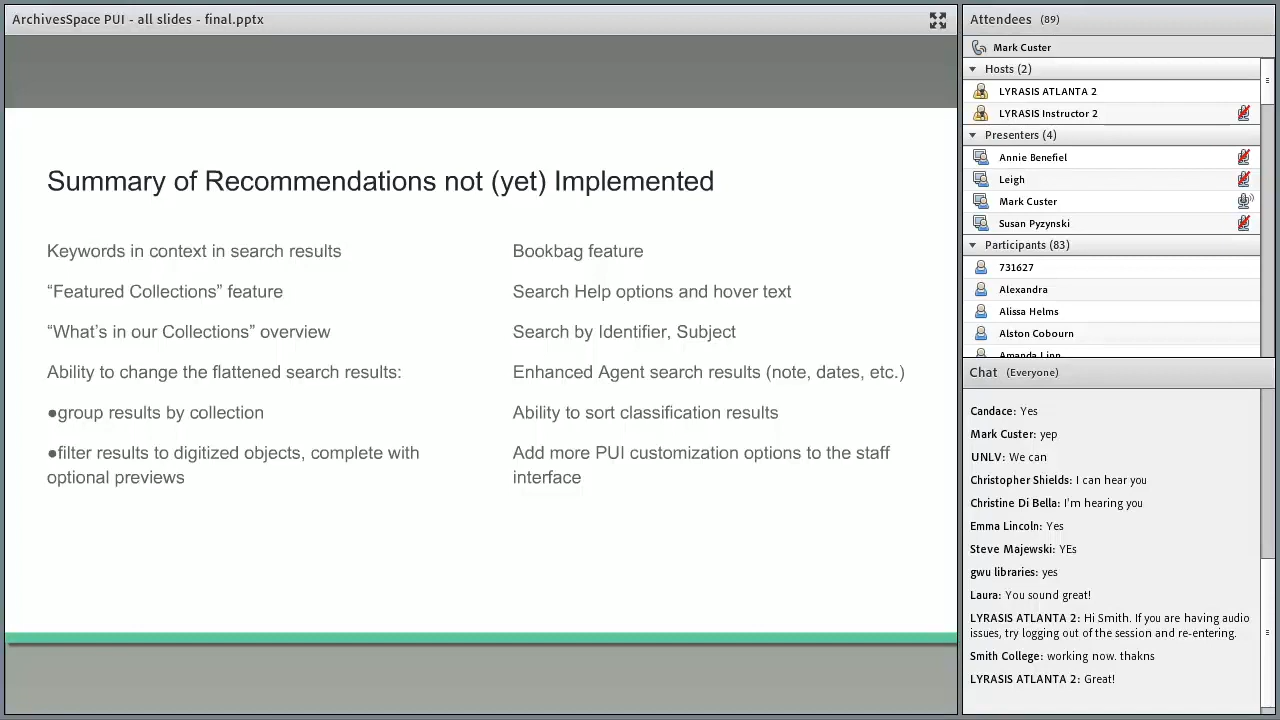 ArchivesSpace PUI - all slides - final.pptx
Summary of Recommendations not (yet) Implemented
Keywords in context in search results
“Featured Collections” feature
“What’s in our Collections” overview
Ability to change the flattened search results:
●group results by collection
●filter results to digitized objects, complete with
optional previews
Bookbag feature
Search Help options and hover text
Search by Identifier, Subject
Enhanced Agent search results (note, dates, etc.)
Ability to sort classification results
Add more PUI customization options to the staff
interface
Attendees (89)
Mark Custer
Hosts (2)
LYRASIS ATLANTA 2
LYRASIS Instructor 2
Presenters (4)
Annie Benefiel
Leigh
Mark Custer
Susan Pyzynski
Participants (83)
731627
Alexandra
Alissa Helms
Alston Cobourn
Amanda Linn
Chat (Everyone)
Candace: Yes
Mark Custer: yep
UNLV: We can
Christopher Shields: I can hear you
Christine Di Bella: I'm hearing you
Emma Lincoln: Yes
Steve Majewski: YEs
gwu libraries: yes
Laura: You sound great!
LYRASIS ATLANTA 2: Hi Smith. If you are having audio
issues, try logging out of the session and re-entering.
Smith College: working now. thakns
LYRASIS ATLANTA 2: Great!